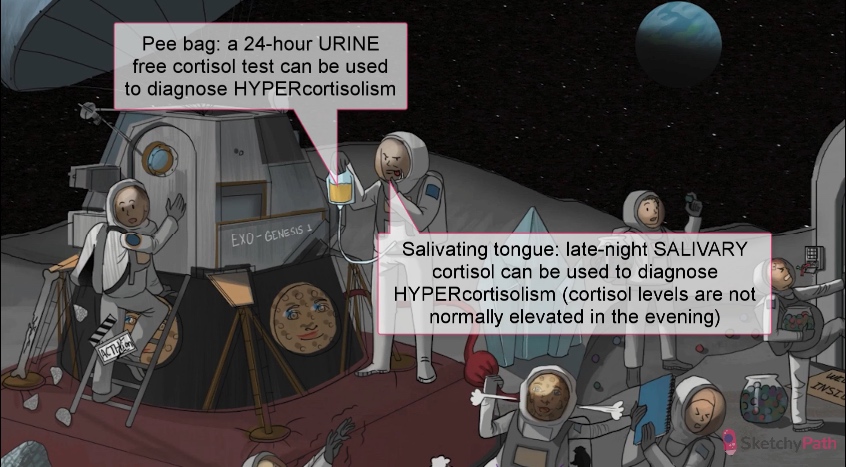 Pee bag: a 24-hour URINE
free cortisol test can be used
to diagnose HYPERcortisolism
EXO-GENESIS 1
Salivating tongue: late-night SALIVARY
cortisol can be used to diagnose
HYPERcortisolism (cortisol levels are not
normally elevated in the evening)
SketchyPath